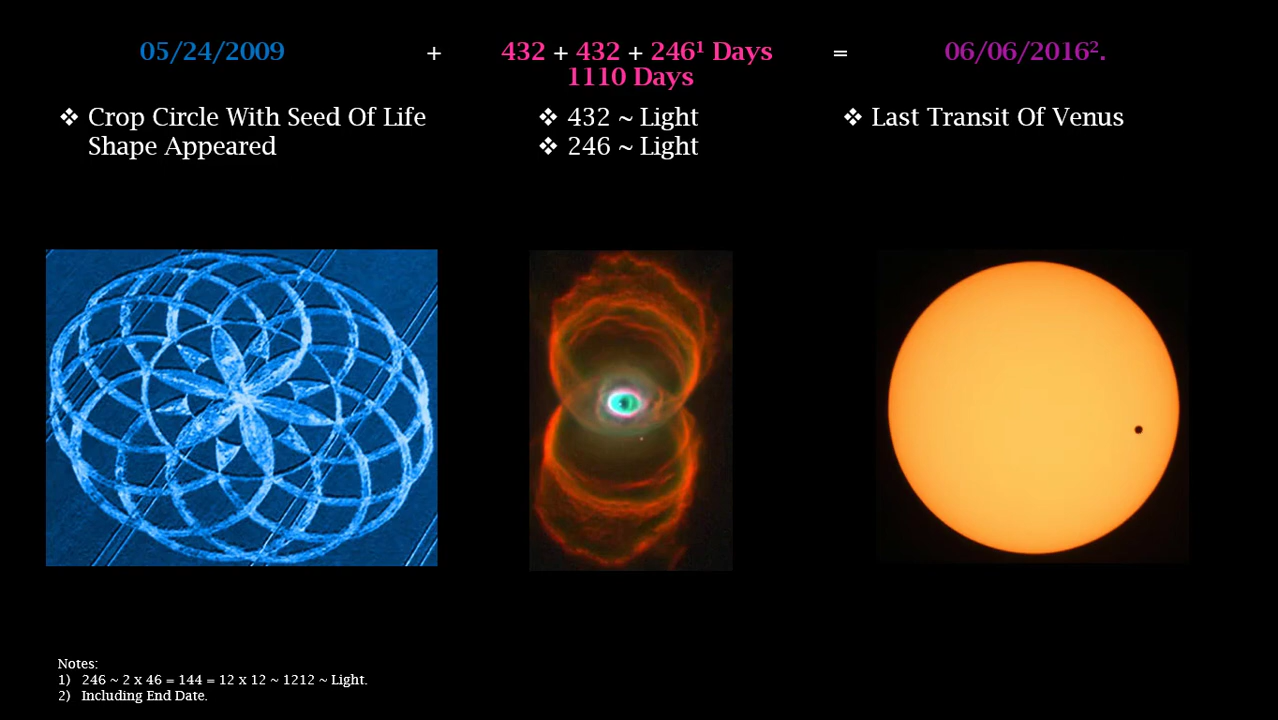 05/24/2009 + 432 + 432 + 246¹ Days = 06/06/2016².
1110 Days
❖ Crop Circle With Seed Of Life
Shape Appeared
❖ 432 ~ Light
❖ 246 ~ Light
❖ Last Transit Of Venus
Notes:
1) 246 ~ 2 x 46 = 144 = 12 x 12 ~ 1212 ~ Light.
2) Including End Date.